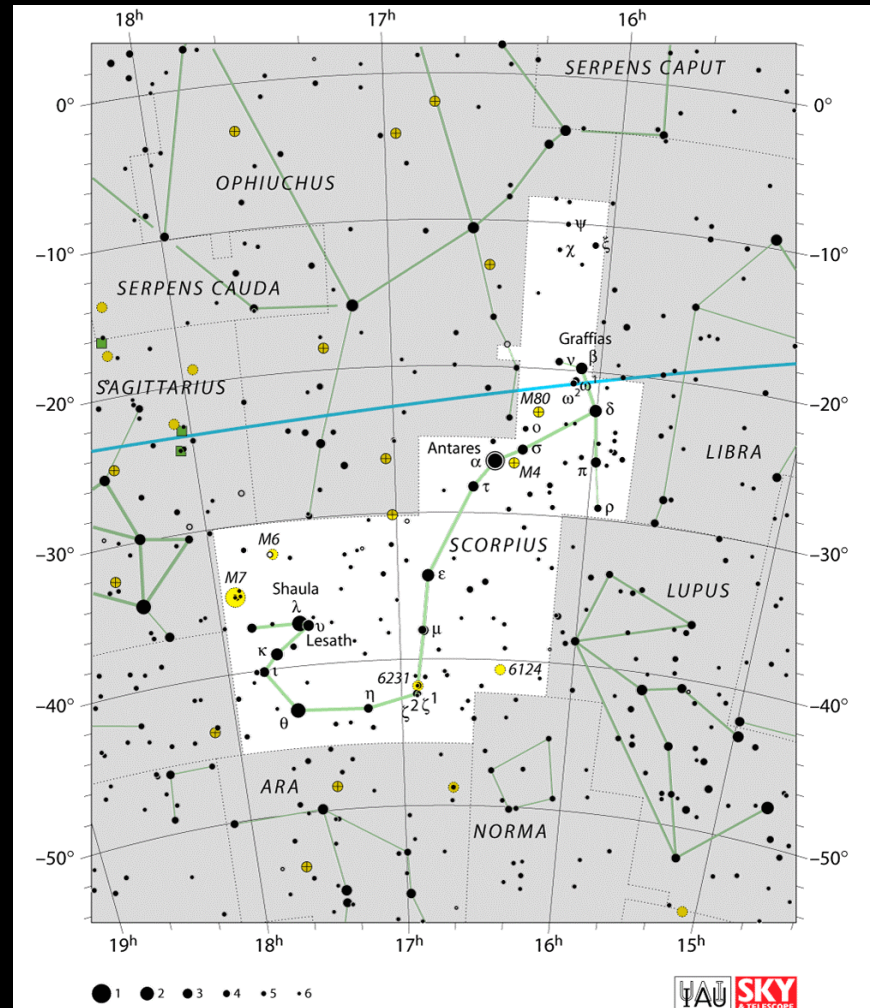 18h 17h 16h
SERPENS CAPUT
0° 0°
OPHIUCHUS
ψ
χ ξ
−10° −10°
SERPENS CAUDA
Graffias
ν β
SAGITTARIUS
ω2 ω1
M80
−20° δ −20°
ο
Antares σ LIBRA
α
M4 π
τ
ρ
M6 SCORPIUS
−30° −30°
M7 ε
Shaula LUPUS
λ
υ μ
Lesath
κ
ι 6231 6124
−40° η −40°
θ ζ2 ζ1
ARA
NORMA
−50° −50°
19h 18h 17h 16h 15h
1 2 3 4 5 6
IAU SKY
& TELESCOPE